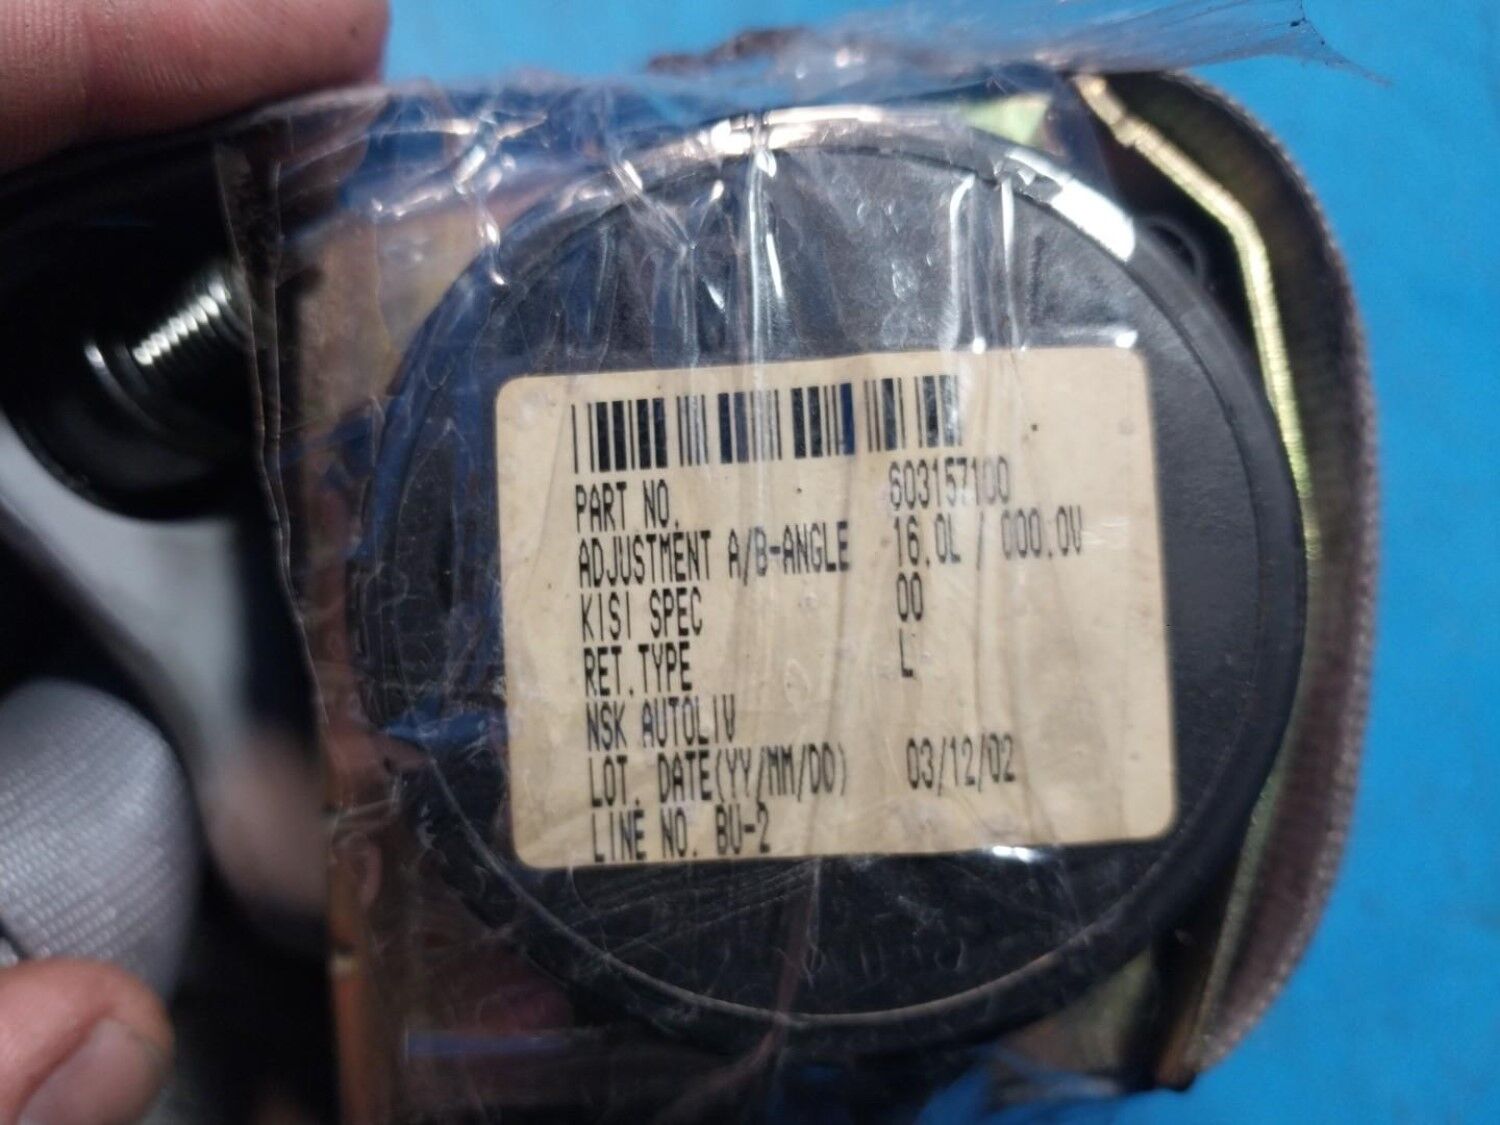 PART NO. 603157100
ADJUSTMENT A/B-ANGLE 16.0L / 000.0V
KISI SPEC 00
RET.TYPE L
NSK AUTOLIV
LOT. DATE(YY/MM/DD) 03/12/02
LINE NO. BU-2